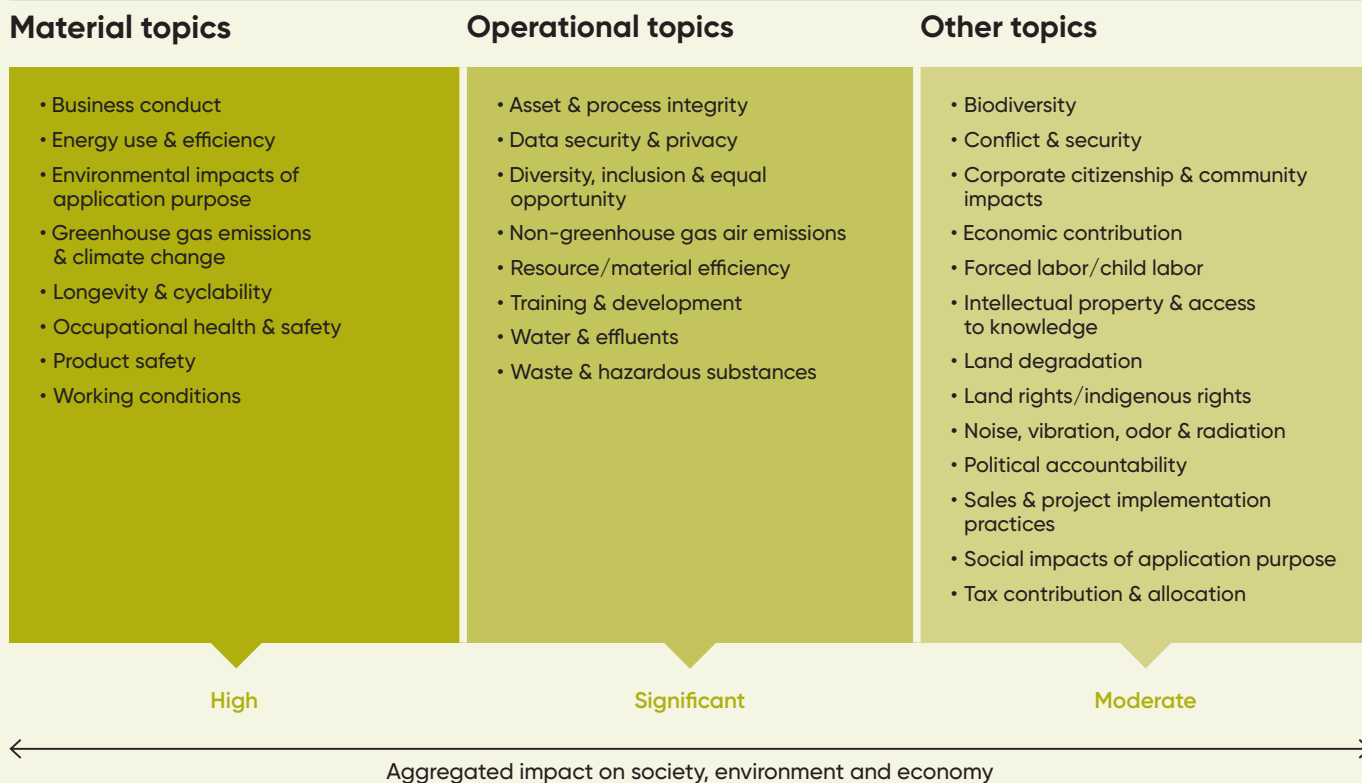 Material topics
• Business conduct
• Energy use & efficiency
• Environmental impacts of
application purpose
• Greenhouse gas emissions
& climate change
• Longevity & cyclability
• Occupational health & safety
• Product safety
• Working conditions
High
Operational topics
• Asset & process integrity
• Data security & privacy
• Diversity, inclusion & equal
opportunity
• Non-greenhouse gas air emissions
• Resource/material efficiency
• Training & development
• Water & effluents
• Waste & hazardous substances
Significant
Other topics
• Biodiversity
• Conflict & security
• Corporate citizenship & community
impacts
• Economic contribution
• Forced labor/child labor
• Intellectual property & access
to knowledge
• Land degradation
• Land rights/indigenous rights
• Noise, vibration, odor & radiation
• Political accountability
• Sales & project implementation
practices
• Social impacts of application purpose
• Tax contribution & allocation
Moderate
Aggregated impact on society, environment and economy